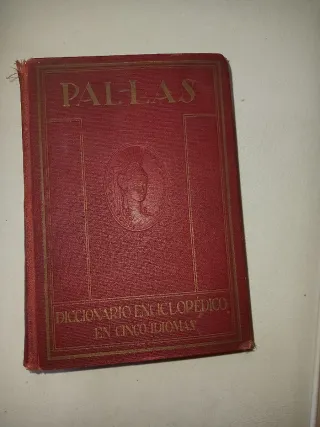 PAL-LAS
DICCIONARIO ENCICLOPÉDICO
EN CINCO IDIOMAS